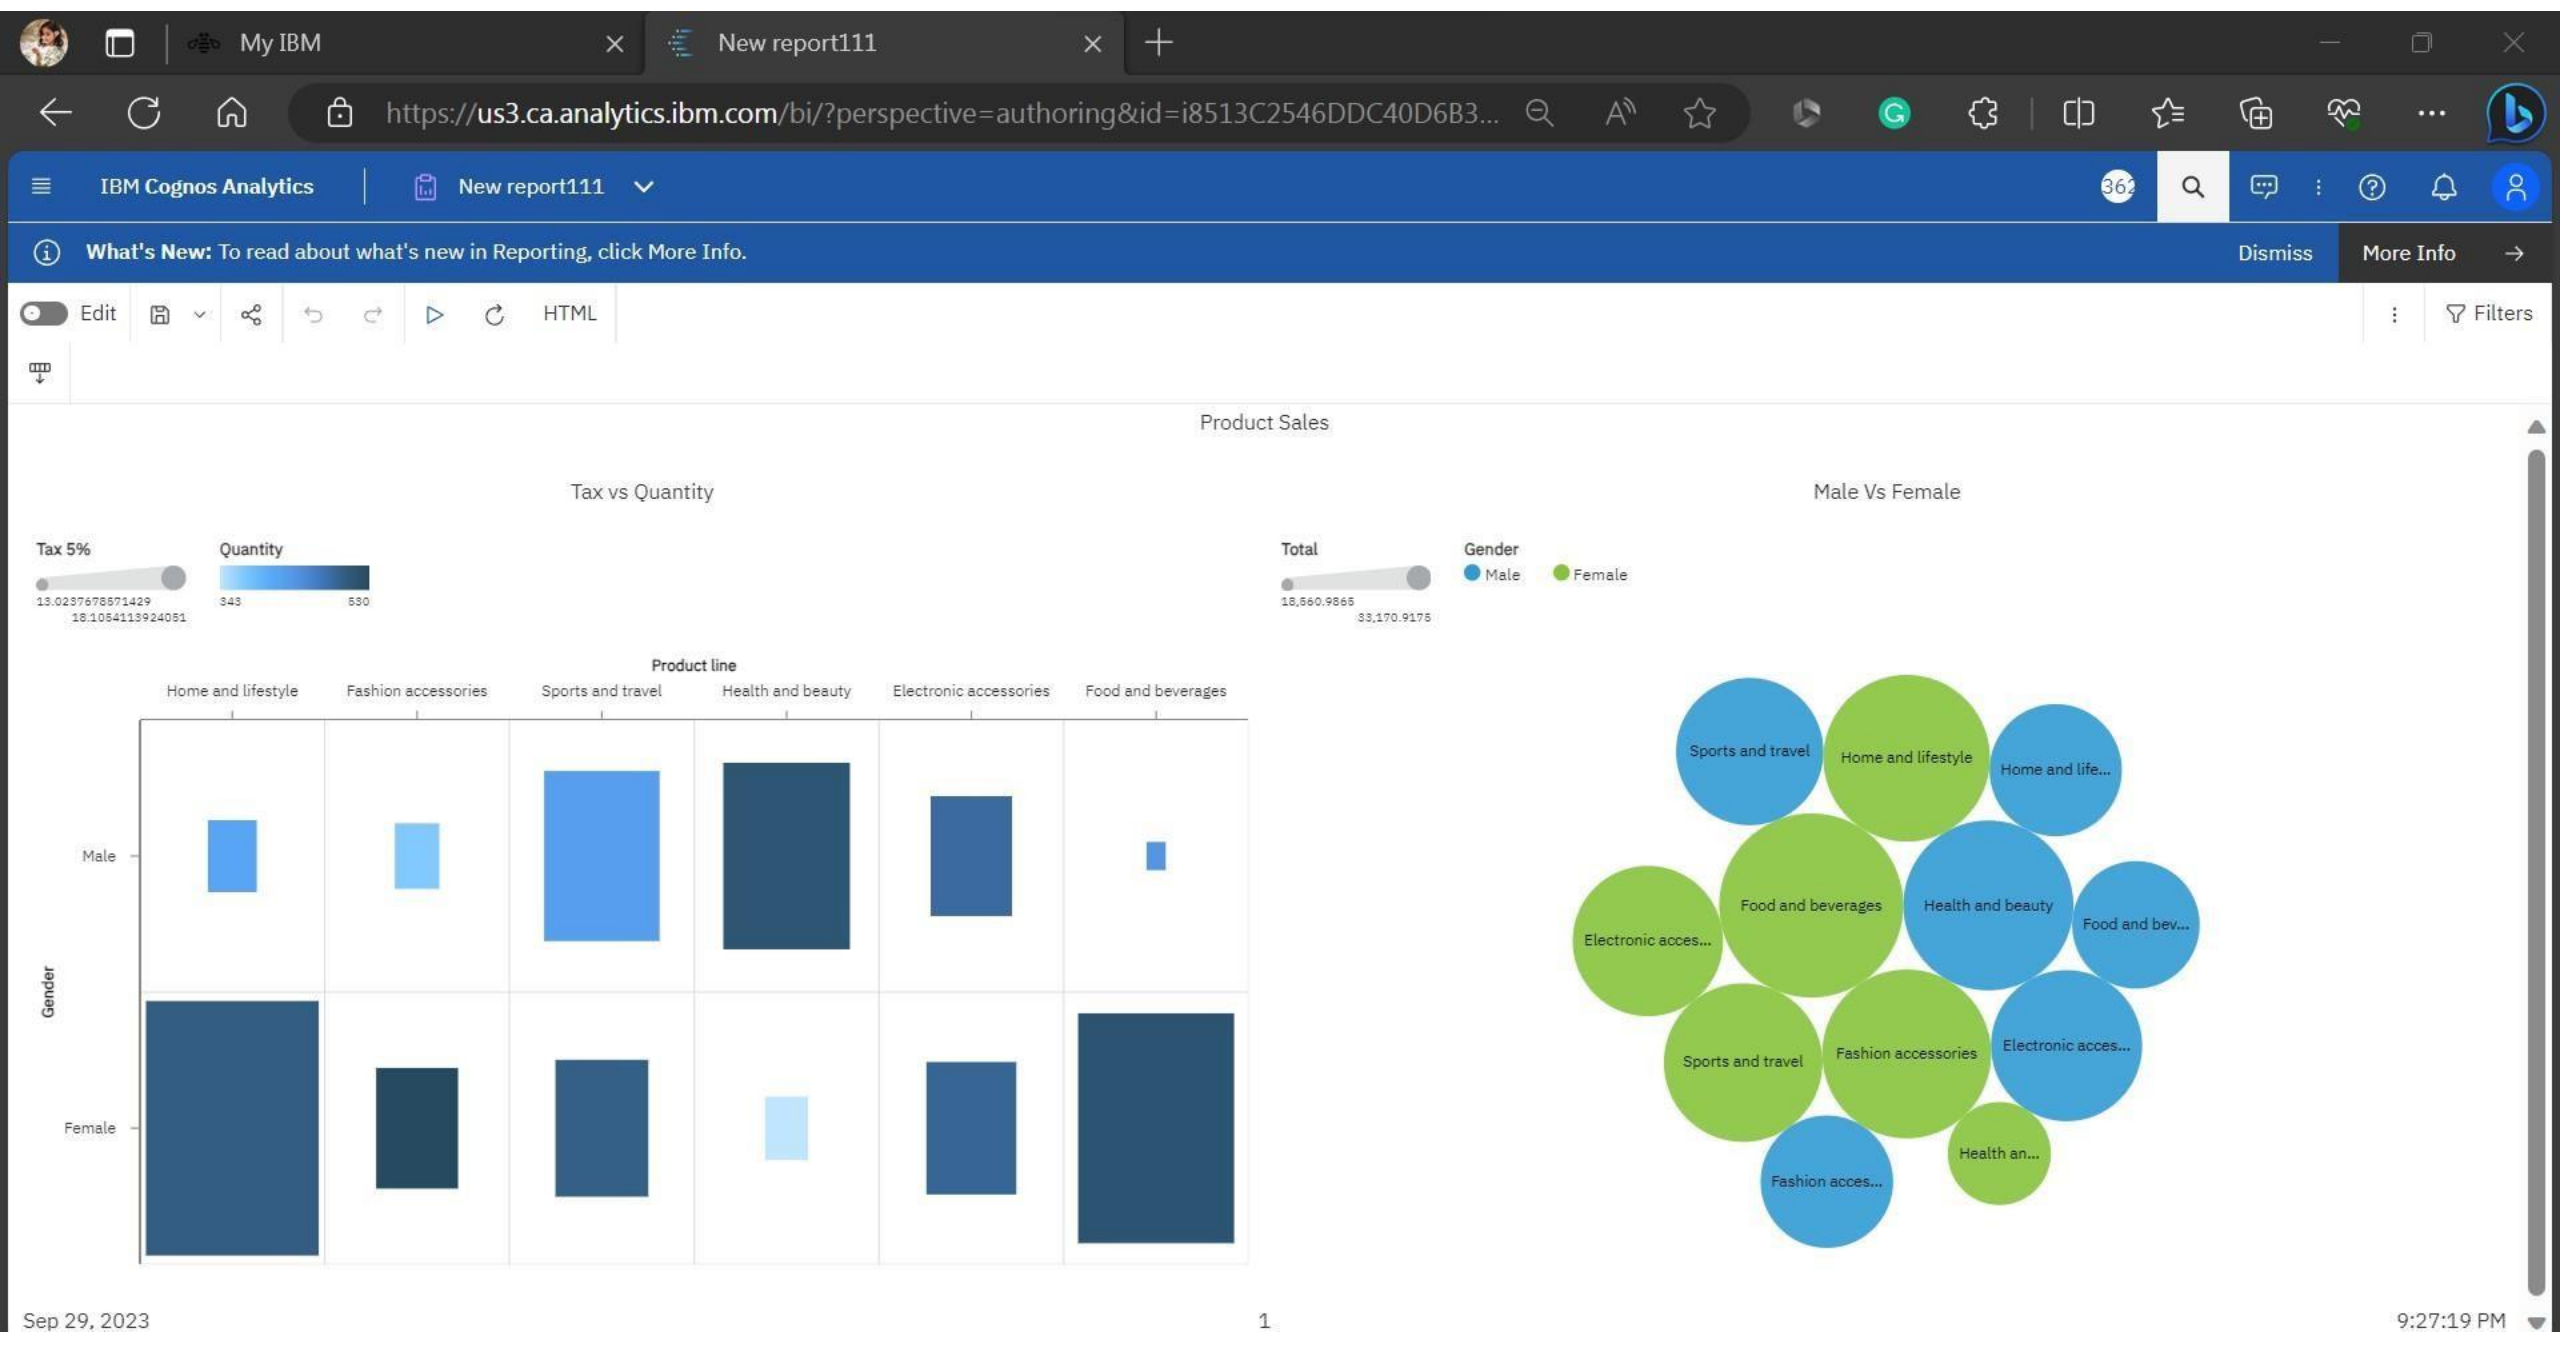 My IBM
New report111
https://us3.ca.analytics.ibm.com/bi/?perspective=authoring&id=i8513C2546DDC40D6B3...
IBM Cognos Analytics
New report111
362
What's New: To read about what's new in Reporting, click More Info.
Dismiss
More Info
Edit
HTML
Filters
Product Sales
Tax vs Quantity
Tax 5%
Quantity
13.0237678571429
18.1054113924051
343
530
Product line
Home and lifestyle
Fashion accessories
Sports and travel
Health and beauty
Electronic accessories
Food and beverages
Gender
Male
Female
Male Vs Female
Total
Gender
18,560.9865
33,170.9175
Male
Female
Sports and travel
Home and lifestyle
Home and life...
Food and beverages
Health and beauty
Food and bev...
Electronic acces...
Sports and travel
Fashion accessories
Electronic acces...
Health an...
Fashion acces...
Sep 29, 2023
1
9:27:19 PM